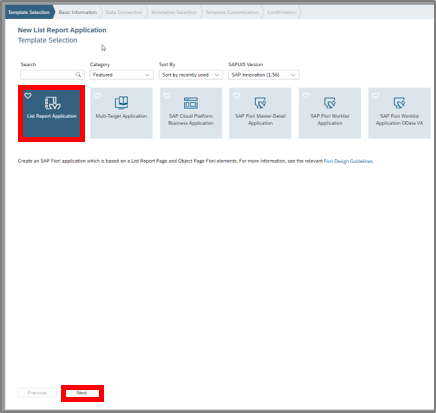 Template Selection Basic Information Data Connection Annotation Selection Template Customization Confirmation
New List Report Application
Template Selection
Search Category Sort By SAPUI5 Version
Featured Sort by recently used SAP Innovation (1.56)
List Report Application Multi-Target Application SAP Cloud Platform SAP Fiori Master-Detail SAP Fiori Worklist SAP Fiori Worklist
Business Application Application Application Application OData V4
Create an SAP Fiori application which is based on a List Report Page and Object Page Fiori elements. For more information, see the relevant Fiori Design Guidelines.
Previous Next